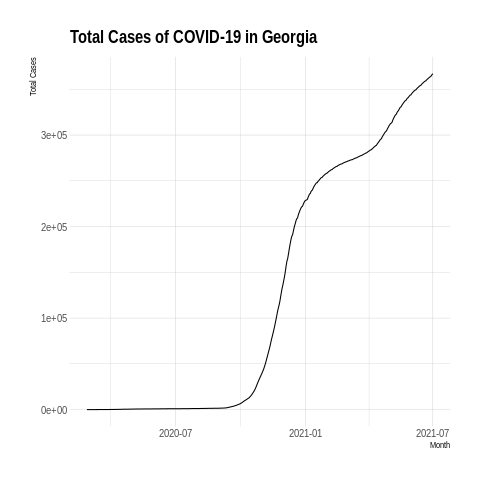 Total Cases of COVID-19 in Georgia
Total Cases
3e+05
2e+05
1e+05
0e+00
2020-07 2021-01 2021-07
Month